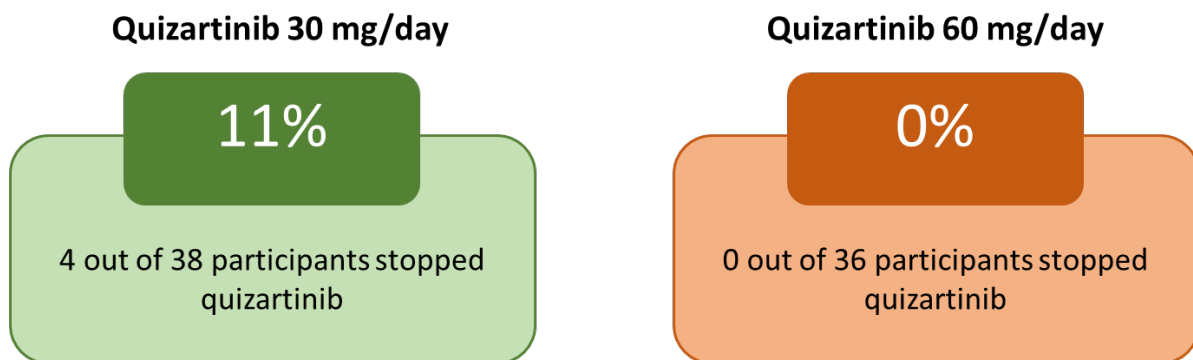 Quizartinib 30 mg/day
11%
4 out of 38 participants stopped
quizartinib
Quizartinib 60 mg/day
0%
0 out of 36 participants stopped
quizartinib